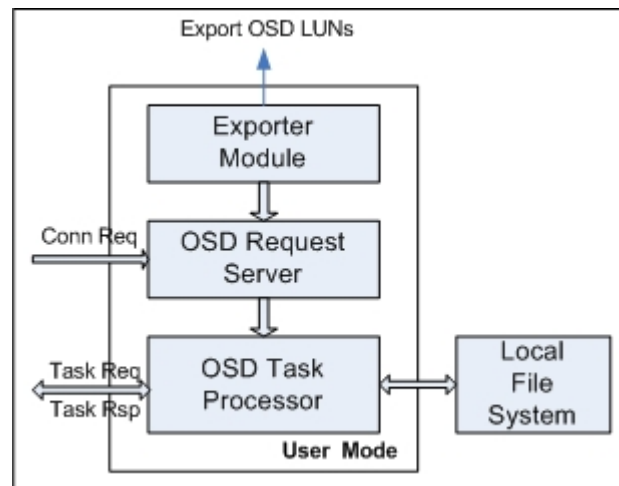 Export OSD LUNs
Exporter
Module
Conn Req
OSD Request
Server
Task Req
Task Rsp
OSD Task
Processor
Local
File
System
User Mode